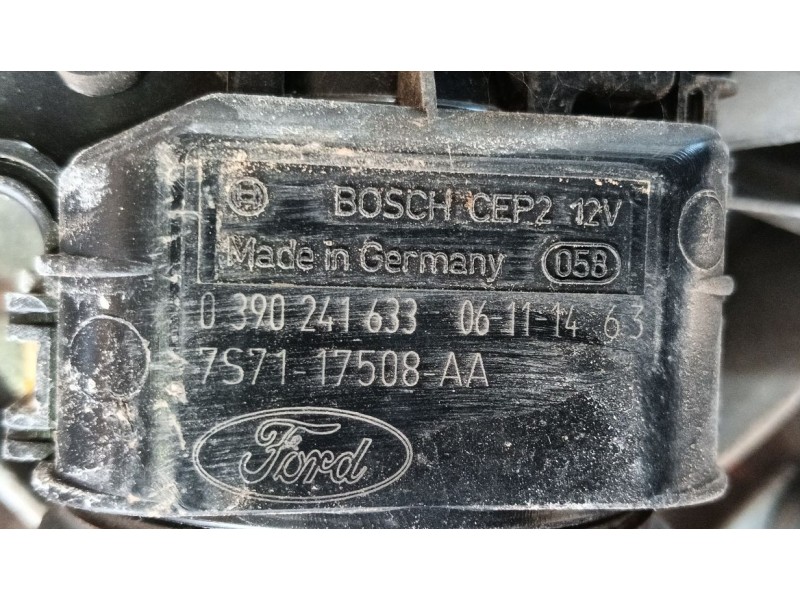 BOSCH CEP2 12V
Made in Germany 058
0 390 241 633 06-11-14 63
7S71-17508-AA
Ford